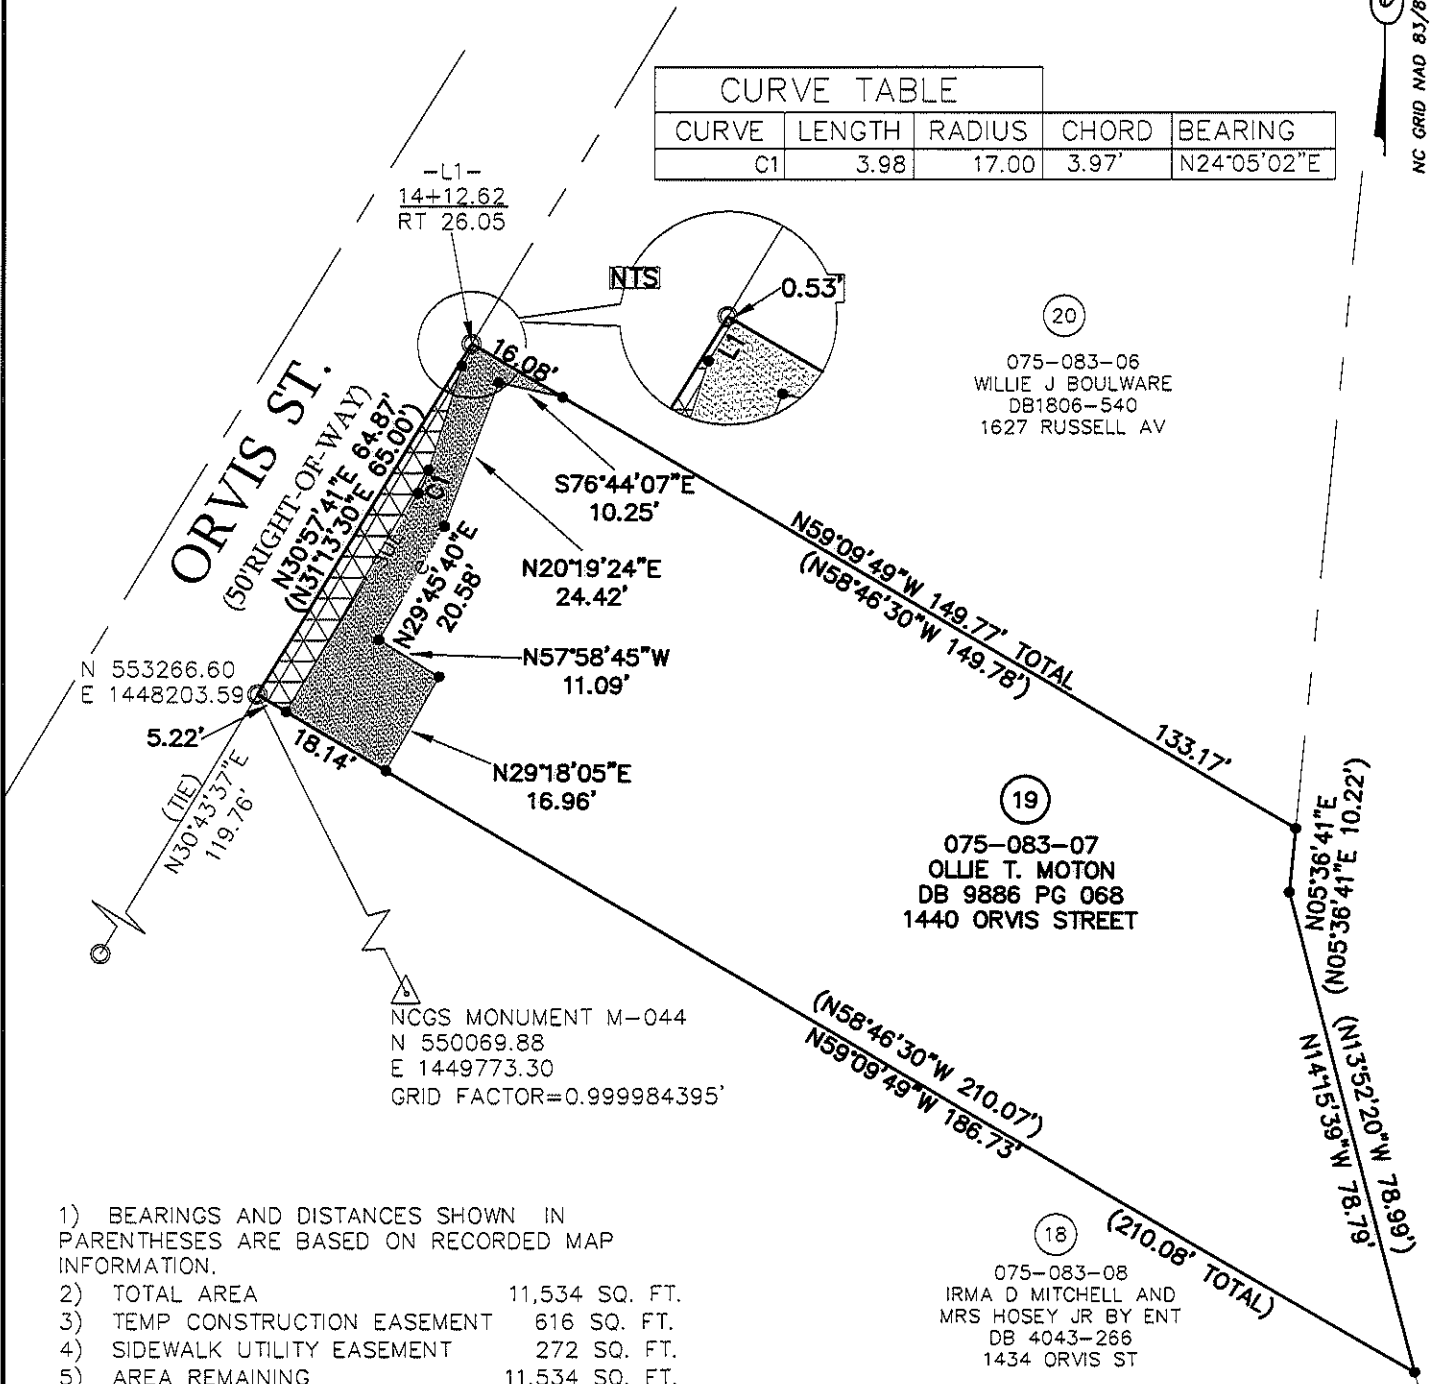 NC GRID NAD 83/8
CURVE TABLE
CURVE LENGTH RADIUS CHORD BEARING
C1 3.98 17.00 3.97' N24°05'02"E
-L1-
14+12.62
RT 26.05
NTS
0.53'
L1
20
075-083-06
WILLIE J BOULWARE
DB1806-540
1627 RUSSELL AV
16.08'
ORVIS ST.
(50'RIGHT-OF-WAY)
N30°57'41"E 64.87'
(N31°13'30"E 65.00')
C1
SUE
S76°44'07"E
10.25'
N20°19'24"E
24.42'
N29°45'40"E
20.58'
N57°58'45"W
11.09'
N59°09'49"W 149.77' TOTAL
(N58°46'30"W 149.78')
133.17'
N 553266.60
E 1448203.59
5.22'
18.14'
N29°18'05"E
16.96'
(TIE)
N30°43'37"E
119.76'
19
075-083-07
OLLIE T. MOTON
DB 9886 PG 068
1440 ORVIS STREET
N05°36'41"E
(N05°36'41"E 10.22')
NCGS MONUMENT M-044
N 550069.88
E 1449773.30
GRID FACTOR=0.999984395'
(N58°46'30"W 210.07')
N59°09'49"W 186.73'
(N13°52'20"W 78.99')
N14°15'39"W 78.79'
(210.08' TOTAL)
18
075-083-08
IRMA D MITCHELL AND
MRS HOSEY JR BY ENT
DB 4043-266
1434 ORVIS ST
1) BEARINGS AND DISTANCES SHOWN IN
PARENTHESES ARE BASED ON RECORDED MAP
INFORMATION.
2) TOTAL AREA 11,534 SQ. FT.
3) TEMP CONSTRUCTION EASEMENT 616 SQ. FT.
4) SIDEWALK UTILITY EASEMENT 272 SQ. FT.
5) AREA REMAINING 11,534 SQ. FT.